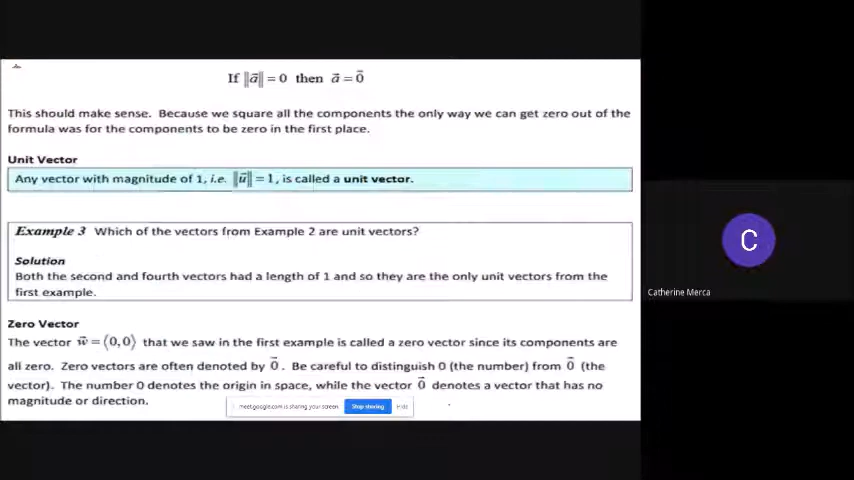 If ‖a⃗‖ = 0 then a⃗ = 0⃗
This should make sense. Because we square all the components the only way we can get zero out of the
formula was for the components to be zero in the first place.
Unit Vector
Any vector with magnitude of 1, i.e. ‖u⃗‖ = 1, is called a unit vector.
Example 3 Which of the vectors from Example 2 are unit vectors?
Solution
Both the second and fourth vectors had a length of 1 and so they are the only unit vectors from the
first example.
C
Catherine Merca
Zero Vector
The vector w⃗ = ⟨0,0⟩ that we saw in the first example is called a zero vector since its components are
all zero. Zero vectors are often denoted by 0⃗. Be careful to distinguish 0 (the number) from 0⃗ (the
vector). The number 0 denotes the origin in space, while the vector 0⃗ denotes a vector that has no
magnitude or direction.
meet.google.com is sharing your screen. Stop sharing Hide